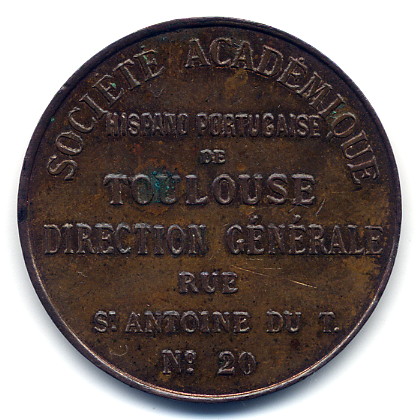 SOCIÉTÉ ACADÉMIQUE
HISPANO PORTUGAISE
DE
TOULOUSE
DIRECTION GÉNÉRALE
RUE
ST ANTOINE DU T.
No 20